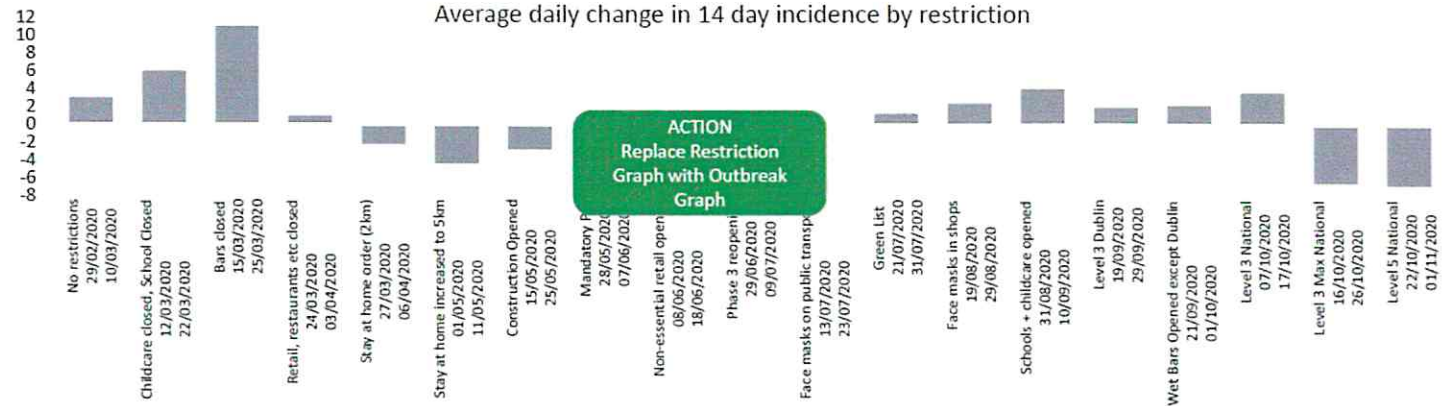 Average daily change in 14 day incidence by restriction
12
10
8
6
4
2
0
-2
-4
-6
-8
ACTION
Replace Restriction
Graph with Outbreak
Graph
No restrictions
29/02/2020
10/03/2020
Childcare closed, School Closed
12/03/2020
22/03/2020
Bars closed
15/03/2020
25/03/2020
Retail, restaurants etc closed
24/03/2020
03/04/2020
Stay at home order (2km)
27/03/2020
06/04/2020
Stay at home increased to 5km
01/05/2020
11/05/2020
Construction Opened
15/05/2020
25/05/2020
Mandatory
28/05/2020
07/06/2020
Non-essential retail open
08/06/2020
18/06/2020
Phase 3 reopeni
29/06/2020
09/07/2020
Face masks on public transpo
13/07/2020
23/07/2020
Green List
21/07/2020
31/07/2020
Face masks in shops
19/08/2020
29/08/2020
Schools + childcare opened
31/08/2020
10/09/2020
Level 3 Dublin
19/09/2020
29/09/2020
Wet Bars Opened except Dublin
21/09/2020
01/10/2020
Level 3 National
07/10/2020
17/10/2020
Level 3 Max National
16/10/2020
26/10/2020
Level 5 National
22/10/2020
01/11/2020